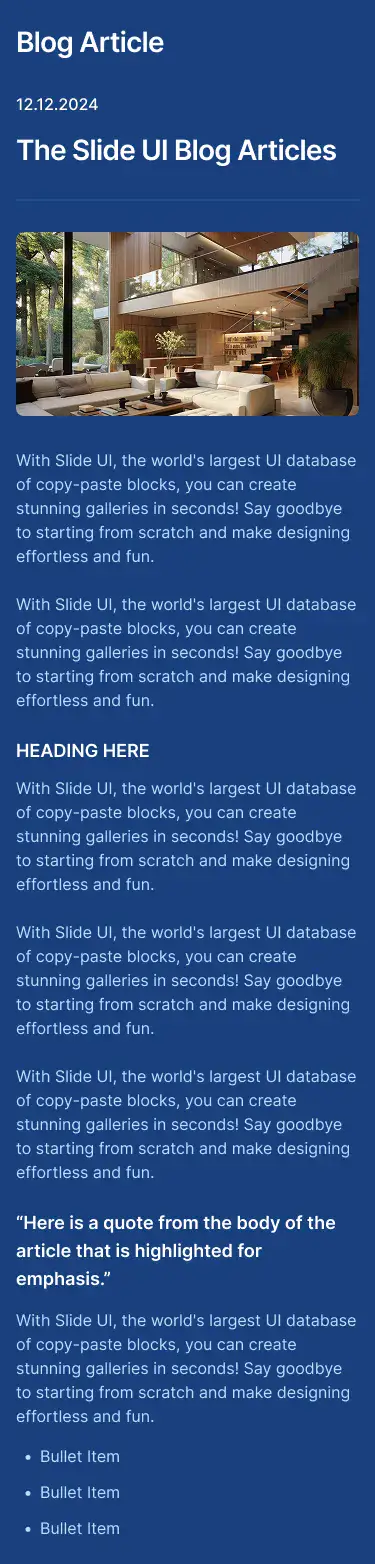 Blog Article
12.12.2024
The Slide UI Blog Articles
With Slide UI, the world's largest UI database
of copy-paste blocks, you can create
stunning galleries in seconds! Say goodbye
to starting from scratch and make designing
effortless and fun.
With Slide UI, the world's largest UI database
of copy-paste blocks, you can create
stunning galleries in seconds! Say goodbye
to starting from scratch and make designing
effortless and fun.
HEADING HERE
With Slide UI, the world's largest UI database
of copy-paste blocks, you can create
stunning galleries in seconds! Say goodbye
to starting from scratch and make designing
effortless and fun.
With Slide UI, the world's largest UI database
of copy-paste blocks, you can create
stunning galleries in seconds! Say goodbye
to starting from scratch and make designing
effortless and fun.
With Slide UI, the world's largest UI database
of copy-paste blocks, you can create
stunning galleries in seconds! Say goodbye
to starting from scratch and make designing
effortless and fun.
“Here is a quote from the body of the
article that is highlighted for
emphasis.”
With Slide UI, the world's largest UI database
of copy-paste blocks, you can create
stunning galleries in seconds! Say goodbye
to starting from scratch and make designing
effortless and fun.
• Bullet Item
• Bullet Item
• Bullet Item